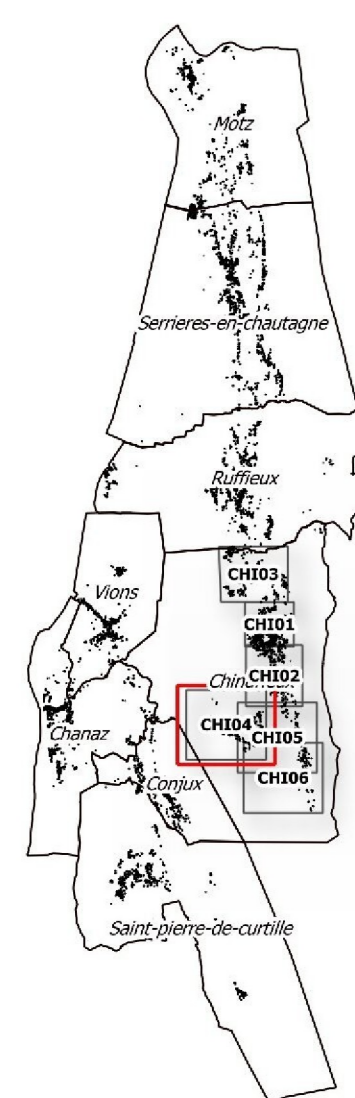 Motz
Serrieres-en-chautagne
Ruffieux
CHI03
Vions
CHI01
CHI02
CHI04
Chanaz
CHI05
Conjux
CHI06
Saint-pierre-de-curtille